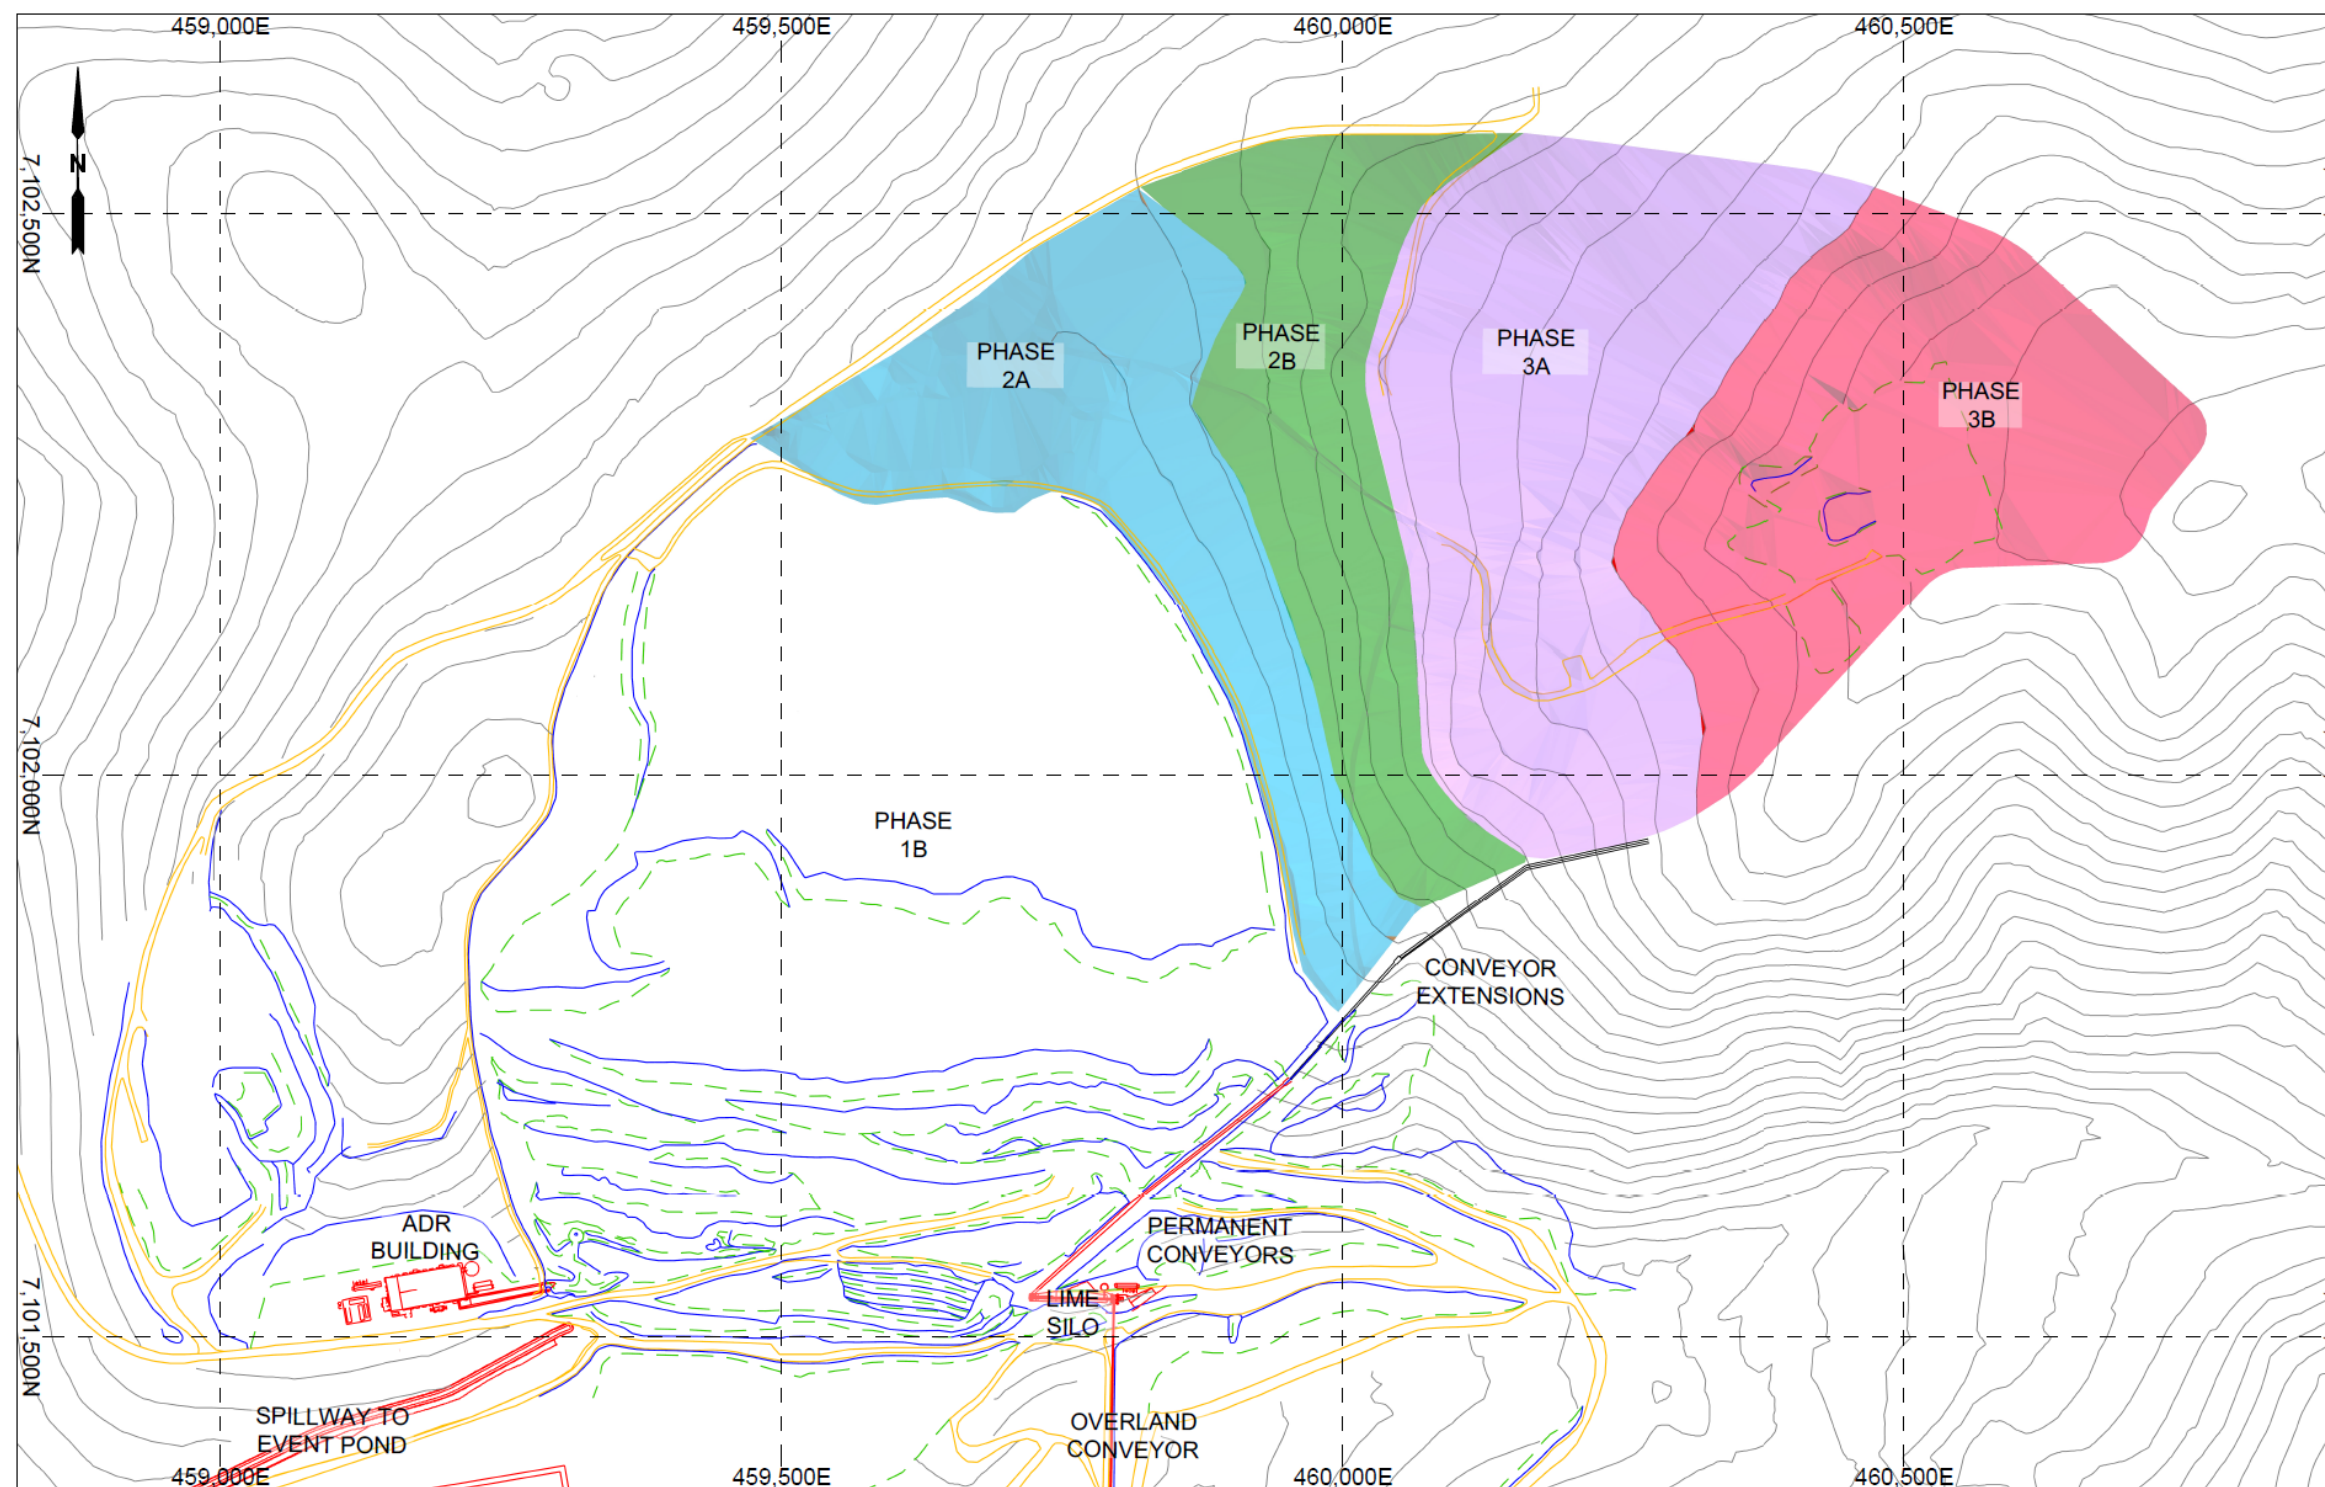 459,000E
459,500E
460,000E
460,500E
N
7,102,500N
PHASE
2A
PHASE
2B
PHASE
3A
PHASE
3B
7,102,000N
PHASE
1B
CONVEYOR
EXTENSIONS
ADR
BUILDING
PERMANENT
CONVEYORS
LIME
SILO
7,101,500N
SPILLWAY TO
EVENT POND
OVERLAND
CONVEYOR
459,000E
459,500E
460,000E
460,500E